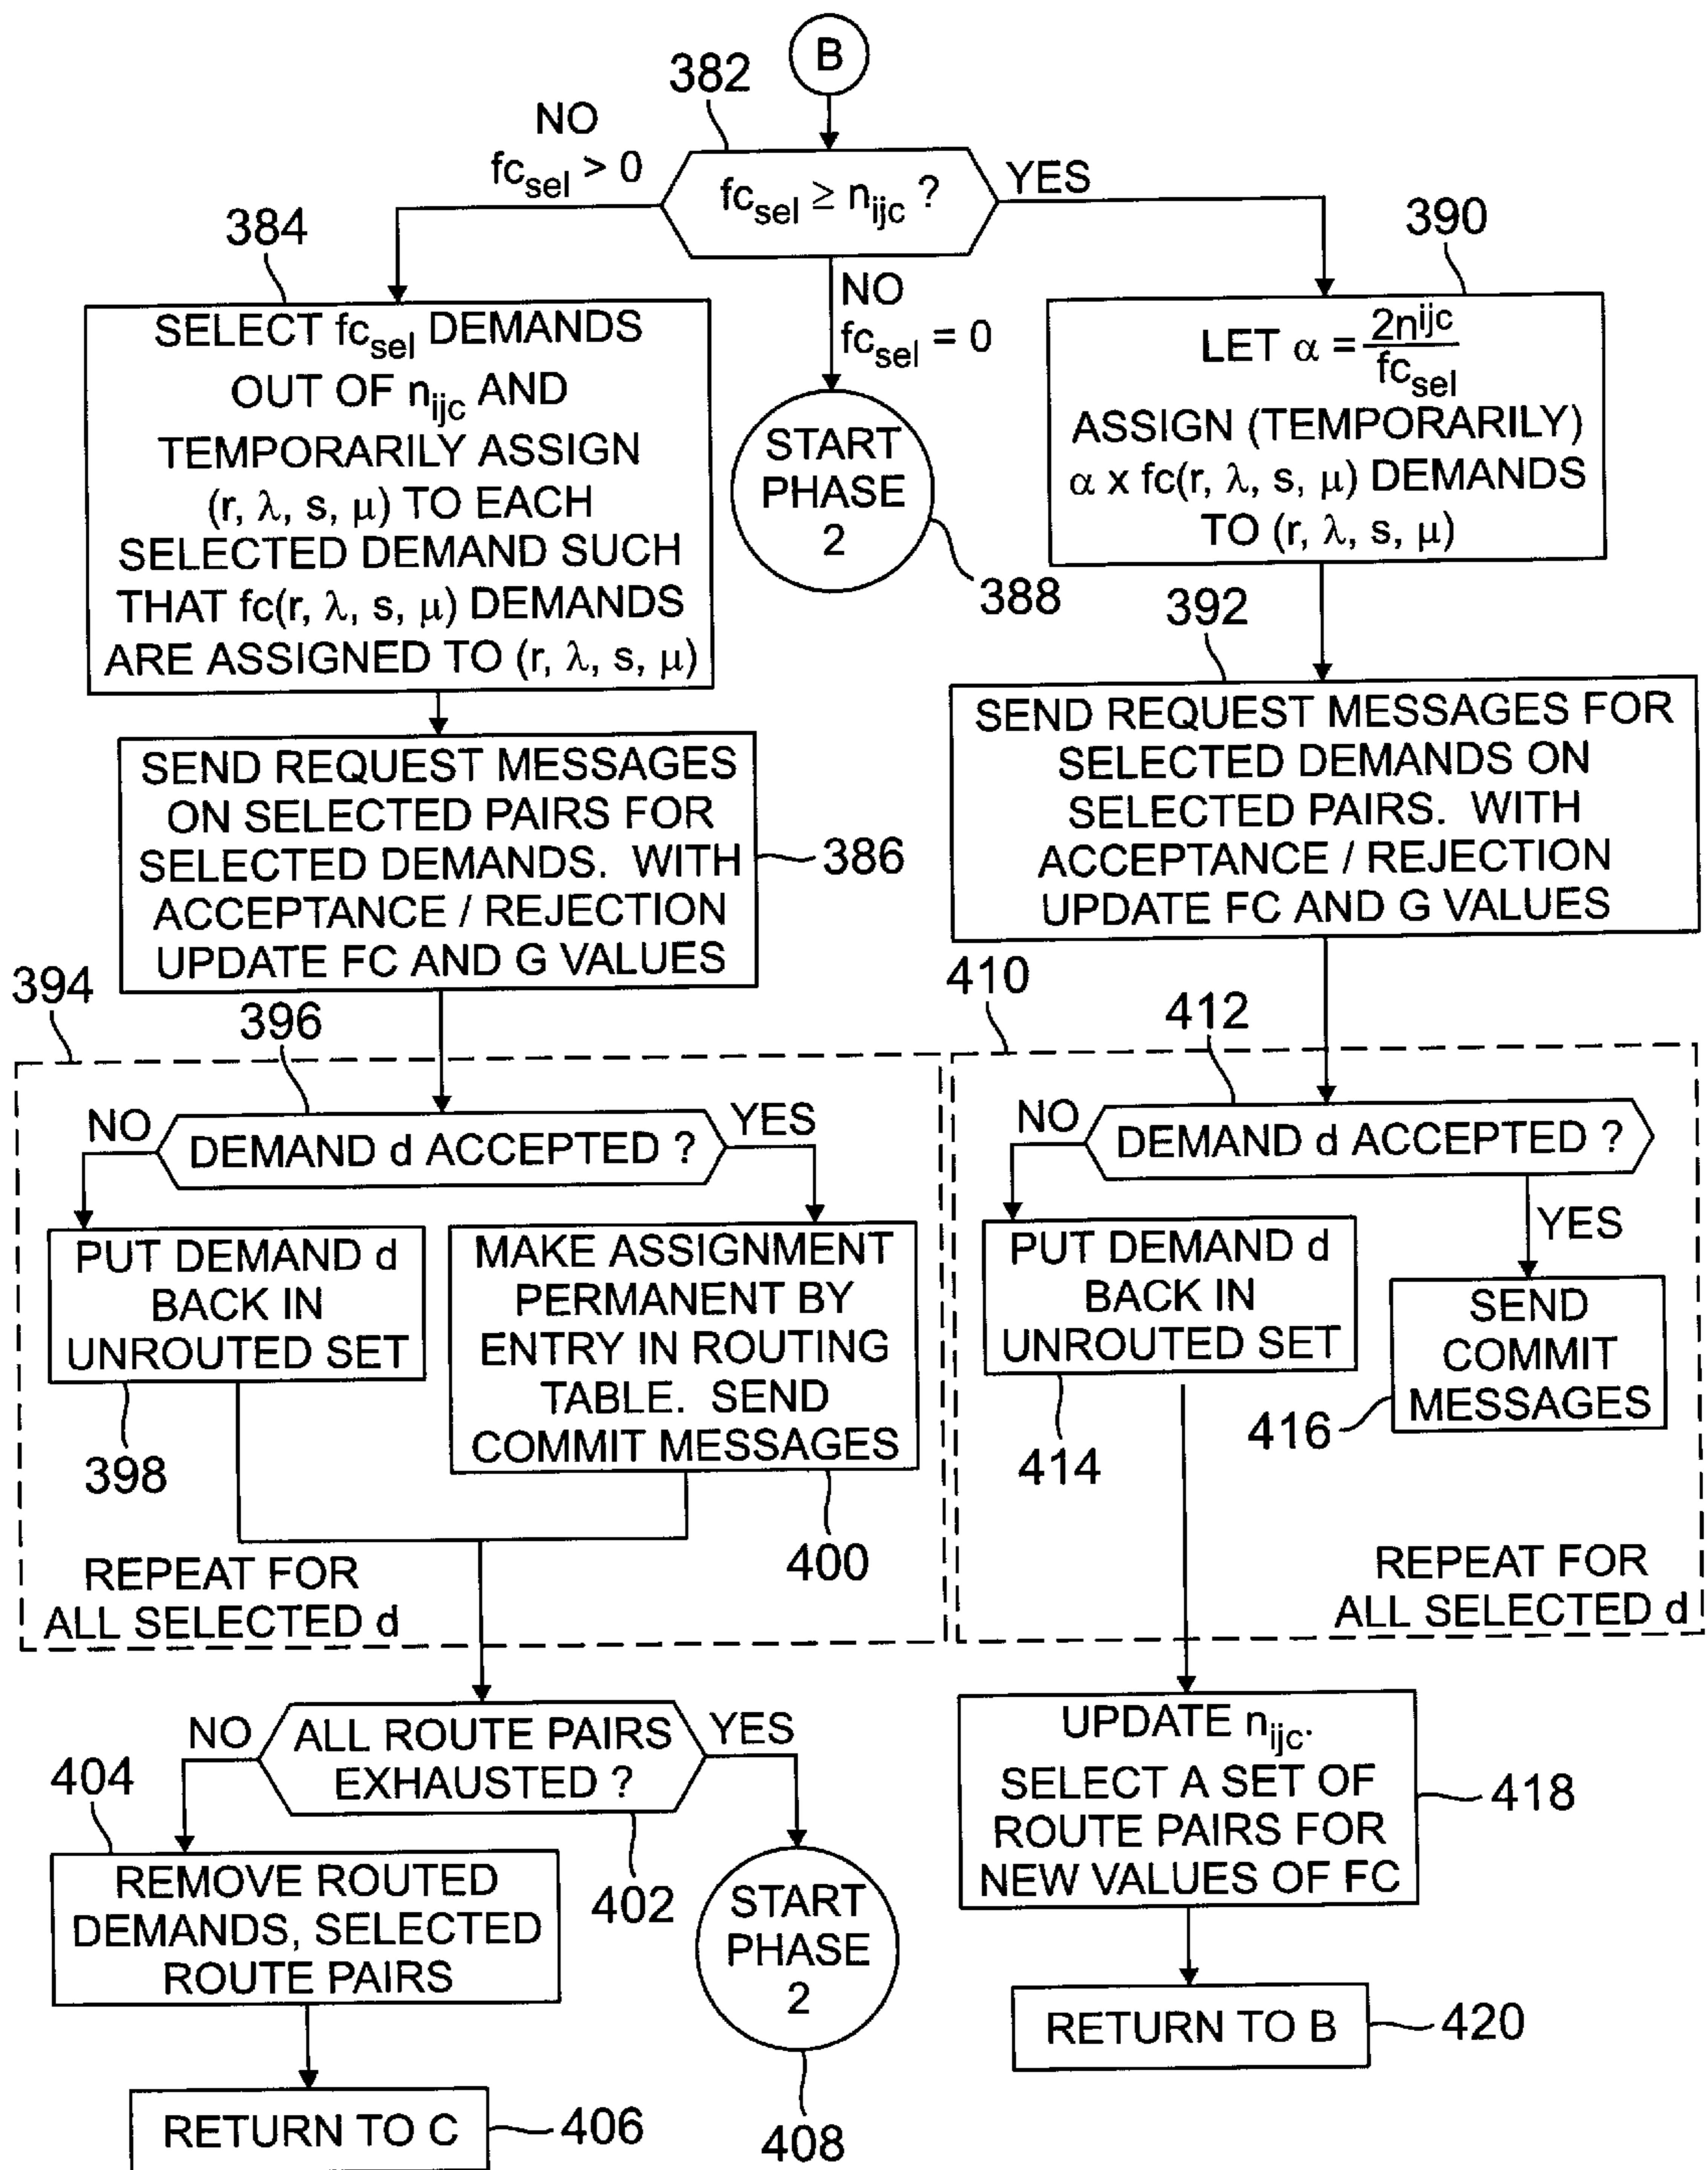 B
382
NO
fc_sel > 0
fc_sel ≥ n_ijc ?
YES
NO
fc_sel = 0
384
SELECT fc_sel DEMANDS
OUT OF n_ijc AND
TEMPORARILY ASSIGN
(r, λ, s, μ) TO EACH
SELECTED DEMAND SUCH
THAT fc(r, λ, s, μ) DEMANDS
ARE ASSIGNED TO (r, λ, s, μ)
START
PHASE
2
388
390
LET α = 2n^ijc / fc_sel
ASSIGN (TEMPORARILY)
α x fc(r, λ, s, μ) DEMANDS
TO (r, λ, s, μ)
392
SEND REQUEST MESSAGES
ON SELECTED PAIRS FOR
SELECTED DEMANDS. WITH
ACCEPTANCE / REJECTION
UPDATE FC AND G VALUES
386
SEND REQUEST MESSAGES FOR
SELECTED DEMANDS ON
SELECTED PAIRS. WITH
ACCEPTANCE / REJECTION
UPDATE FC AND G VALUES
394
396
NO
DEMAND d ACCEPTED ?
YES
PUT DEMAND d
BACK IN
UNROUTED SET
398
MAKE ASSIGNMENT
PERMANENT BY
ENTRY IN ROUTING
TABLE. SEND
COMMIT MESSAGES
400
REPEAT FOR
ALL SELECTED d
410
412
NO
DEMAND d ACCEPTED ?
YES
PUT DEMAND d
BACK IN
UNROUTED SET
414
SEND
COMMIT
MESSAGES
416
REPEAT FOR
ALL SELECTED d
NO
ALL ROUTE PAIRS
EXHAUSTED ?
YES
402
404
REMOVE ROUTED
DEMANDS, SELECTED
ROUTE PAIRS
START
PHASE
2
408
RETURN TO C
406
UPDATE n_ijc.
SELECT A SET OF
ROUTE PAIRS FOR
NEW VALUES OF FC
418
RETURN TO B
420